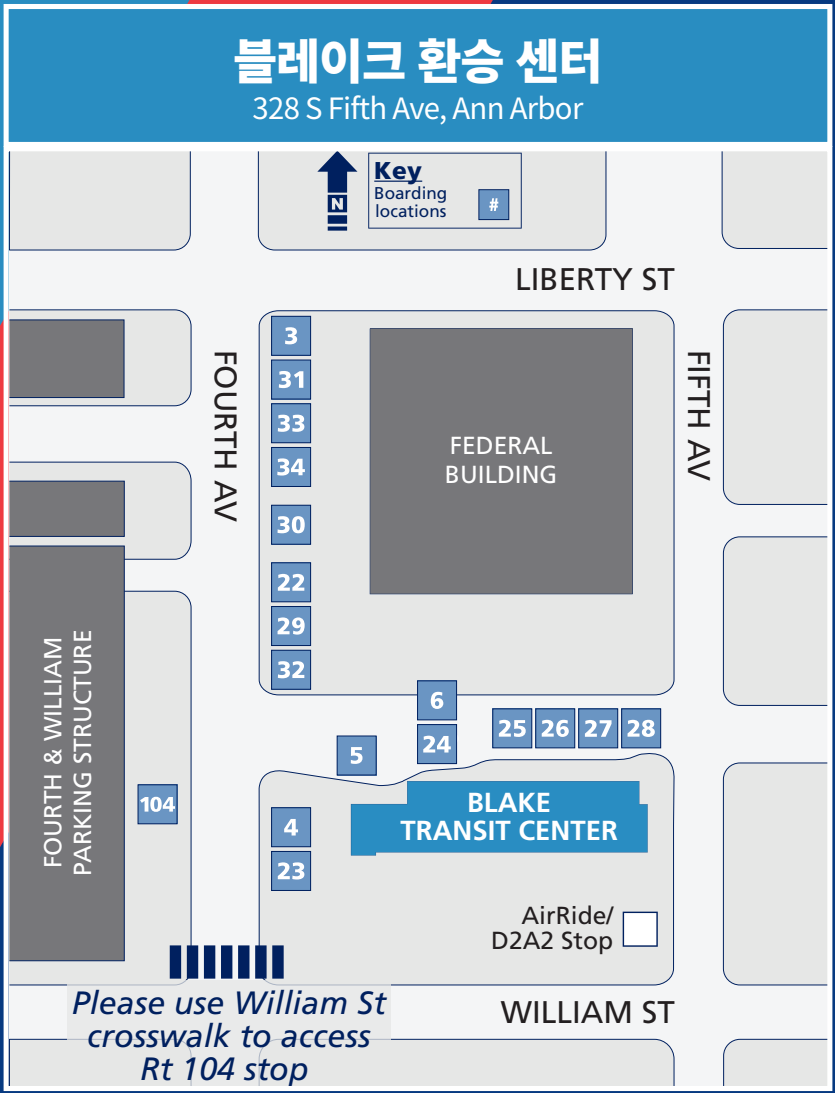 블레이크 환승 센터
328 S Fifth Ave, Ann Arbor
N
Key
Boarding
locations
#
LIBERTY ST
FOURTH AV
FIFTH AV
3
31
33
34
30
22
29
32
FEDERAL
BUILDING
6
24
5
25 26 27 28
FOURTH & WILLIAM
PARKING STRUCTURE
104
4
23
BLAKE
TRANSIT CENTER
AirRide/
D2A2 Stop
WILLIAM ST
Please use William St
crosswalk to access
Rt 104 stop